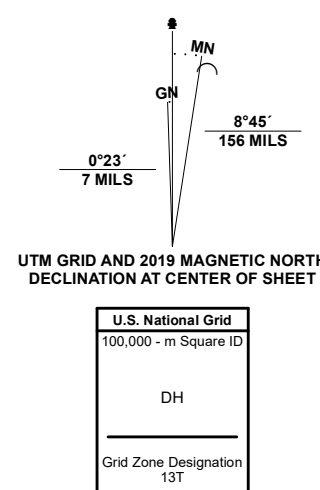 MN
GN
8°45´
156 MILS
0°23´
7 MILS
UTM GRID AND 2019 MAGNETIC NORTH
DECLINATION AT CENTER OF SHEET
U.S. National Grid
100,000 - m Square ID
DH
Grid Zone Designation
13T